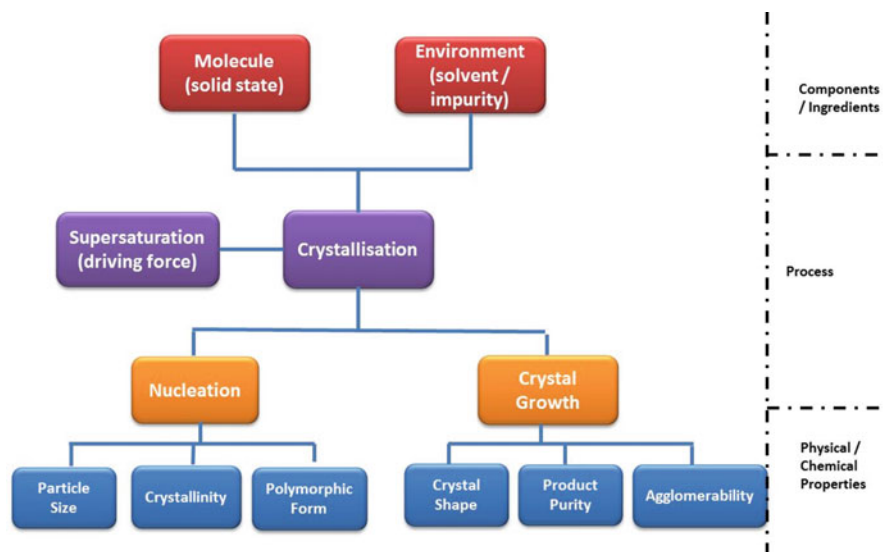 Molecule
(solid state)
Environment
(solvent /
impurity)
Components
/ Ingredients
Supersaturation
(driving force)
Crystallisation
Process
Nucleation
Crystal
Growth
Physical /
Chemical
Properties
Particle
Size
Crystallinity
Polymorphic
Form
Crystal
Shape
Product
Purity
Agglomerability